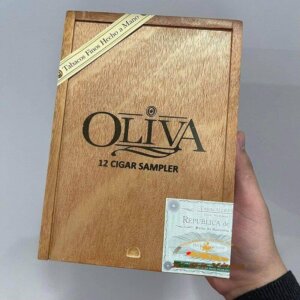 Tabacos Finos Hecho a Mano
OLIVA
12 CIGAR SAMPLER
REPUBLICA de